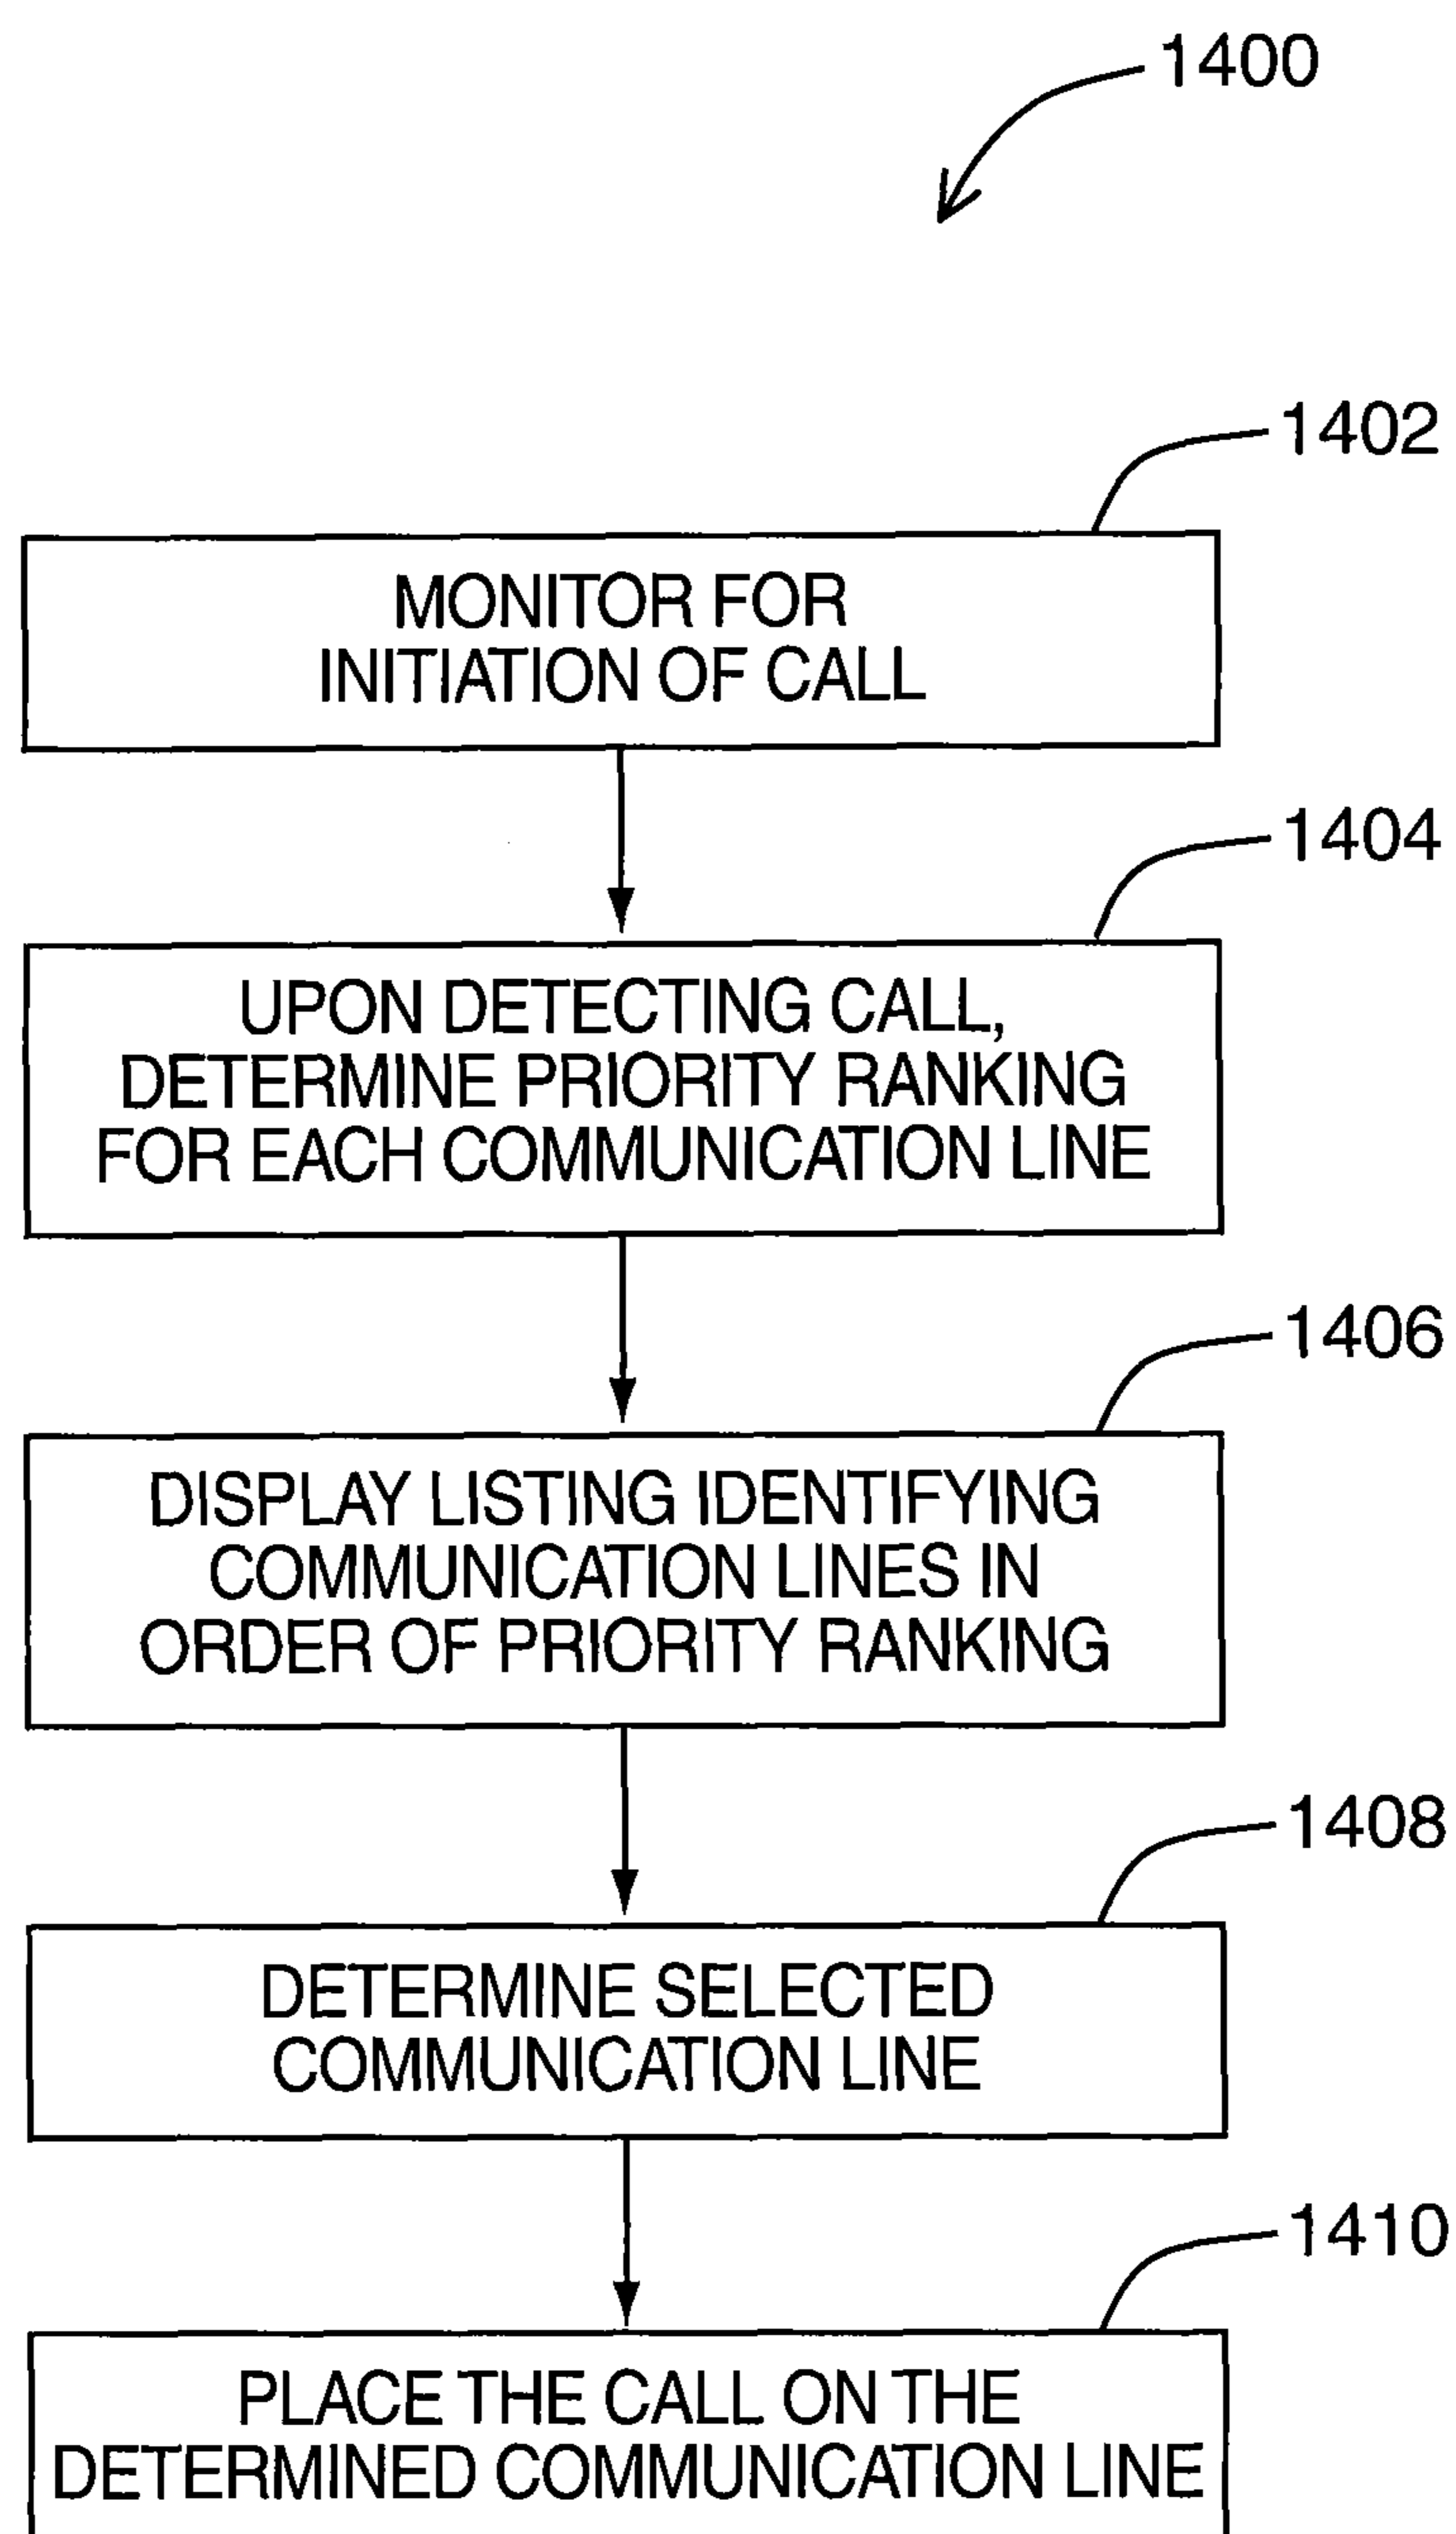 1400
1402
MONITOR FOR
INITIATION OF CALL
1404
UPON DETECTING CALL,
DETERMINE PRIORITY RANKING
FOR EACH COMMUNICATION LINE
1406
DISPLAY LISTING IDENTIFYING
COMMUNICATION LINES IN
ORDER OF PRIORITY RANKING
1408
DETERMINE SELECTED
COMMUNICATION LINE
1410
PLACE THE CALL ON THE
DETERMINED COMMUNICATION LINE